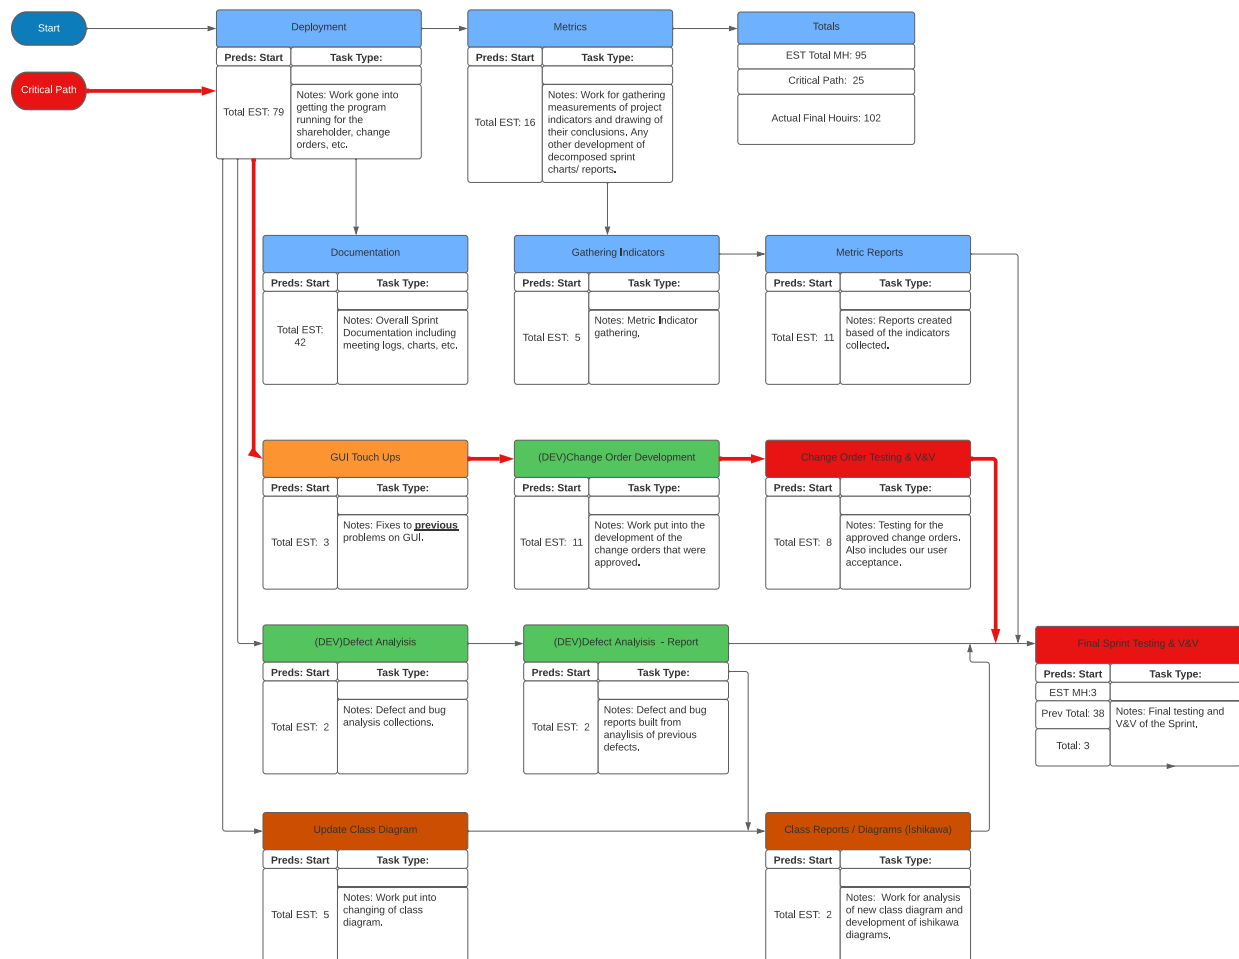 Start
Critical Path
Deployment
Preds: Start
Task Type:
Total EST: 79
Notes: Work gone into
getting the program
running for the
shareholder, change
orders, etc.
Metrics
Preds: Start
Task Type:
Total EST: 16
Notes: Work for gathering
measurements of project
indicators and drawing of
their conclusions. Any
other development of
decomposed sprint
charts/ reports.
Totals
EST Total MH: 95
Critical Path:  25
Actual Final Houirs: 102
Documentation
Preds: Start
Task Type:
Total EST:
42
Notes: Overall Sprint
Documentation including
meeting logs, charts, etc.
Gathering Indicators
Preds: Start
Task Type:
Total EST:  5
Notes: Metric Indicator
gathering.
Metric Reports
Preds: Start
Task Type:
Total EST:  11
Notes: Reports created
based of the indicators
collected.
GUI Touch Ups
Preds: Start
Task Type:
Total EST:  3
Notes: Fixes to previous
problems on GUI.
(DEV)Change Order Development
Preds: Start
Task Type:
Total EST:  11
Notes: Work put into the
development of the
change orders that were
approved.
Change Order Testing & V&V
Preds: Start
Task Type:
Total EST:  8
Notes: Testing for the
approved change orders.
Also includes our user
acceptance.
(DEV)Defect Analyisis
Preds: Start
Task Type:
Total EST:  2
Notes: Defect and bug
analysis collections.
(DEV)Defect Analyisis  - Report
Preds: Start
Task Type:
Total EST:  2
Notes: Defect and bug
reports built from
anaylisis of previous
defects.
Final Sprint Testing & V&V
Preds: Start
Task Type:
EST MH:3
Prev Total: 38
Total: 3
Notes: Final testing and
V&V of the Sprint.
Update Class Diagram
Preds: Start
Task Type:
Total EST:  5
Notes: Work put into
changing of class
diagram.
Class Reports / Diagrams (Ishikawa)
Preds: Start
Task Type:
Total EST:  2
Notes:  Work for analysis
of new class diagram and
development of ishikawa
diagrams.